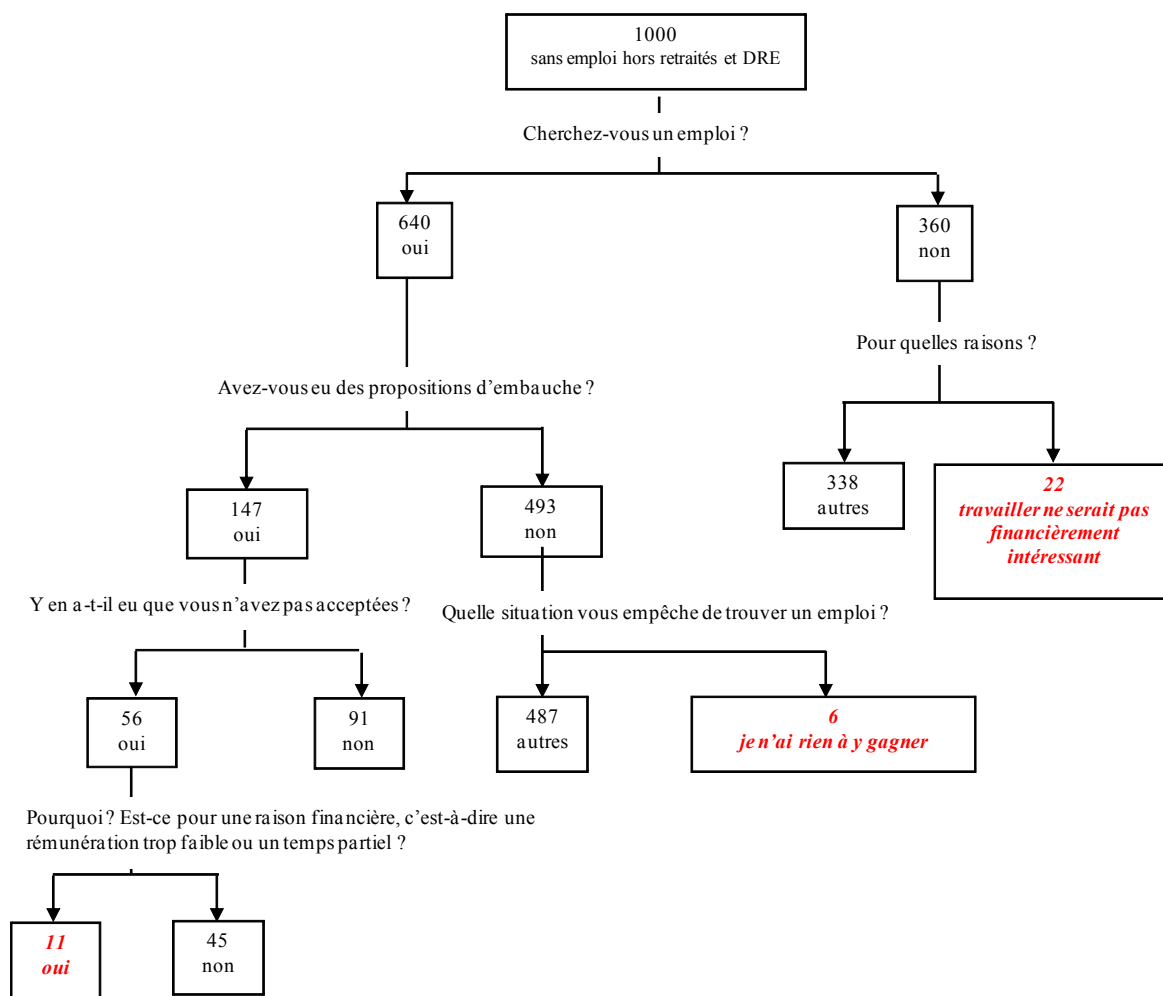 1000
sans emploi hors retraités et DRE
Cherchez-vous un emploi ?
640
oui
360
non
Pour quelles raisons ?
Avez-vous eu des propositions d’embauche ?
338
autres
22
travailler ne serait pas
financièrement
intéressant
147
oui
493
non
Y en a-t-il eu que vous n’avez pas acceptées ?
Quelle situation vous empêche de trouver un emploi ?
56
oui
91
non
487
autres
6
je n’ai rien à y gagner
Pourquoi ? Est-ce pour une raison financière, c’est-à-dire une
rémunération trop faible ou un temps partiel ?
11
oui
45
non